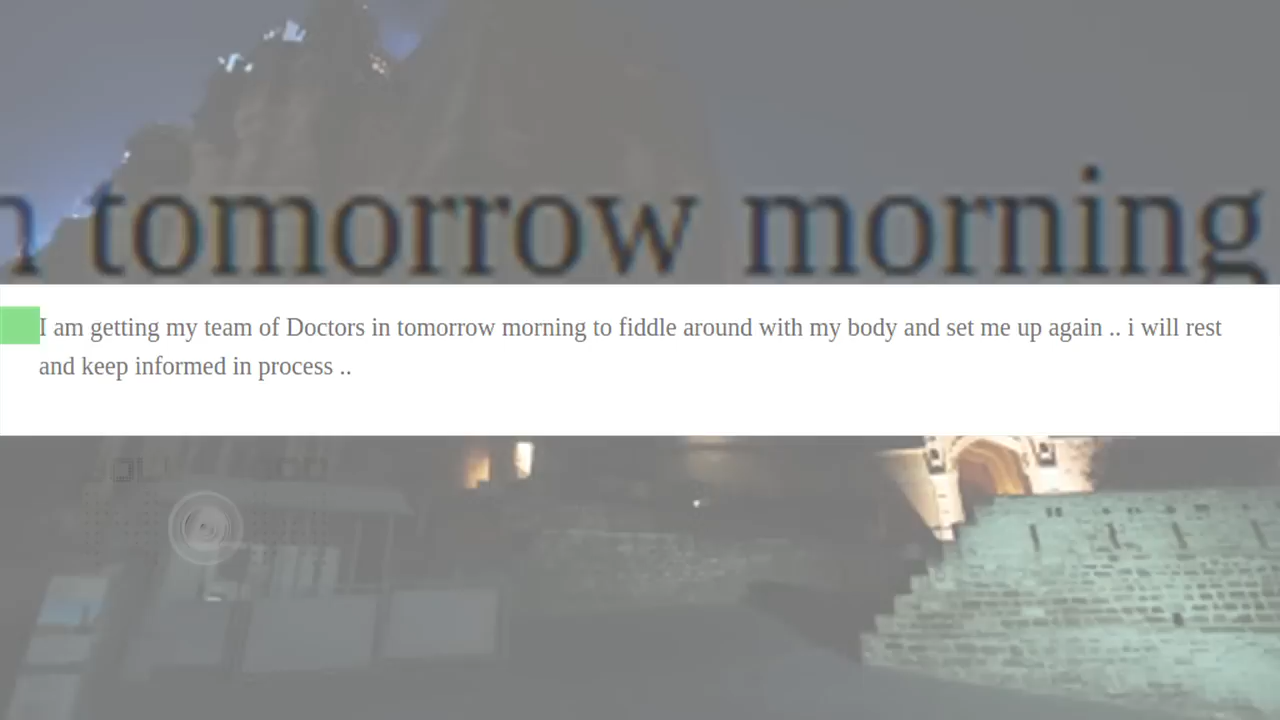 tomorrow morning
I am getting my team of Doctors in tomorrow morning to fiddle around with my body and set me up again .. i will rest
and keep informed in process ..